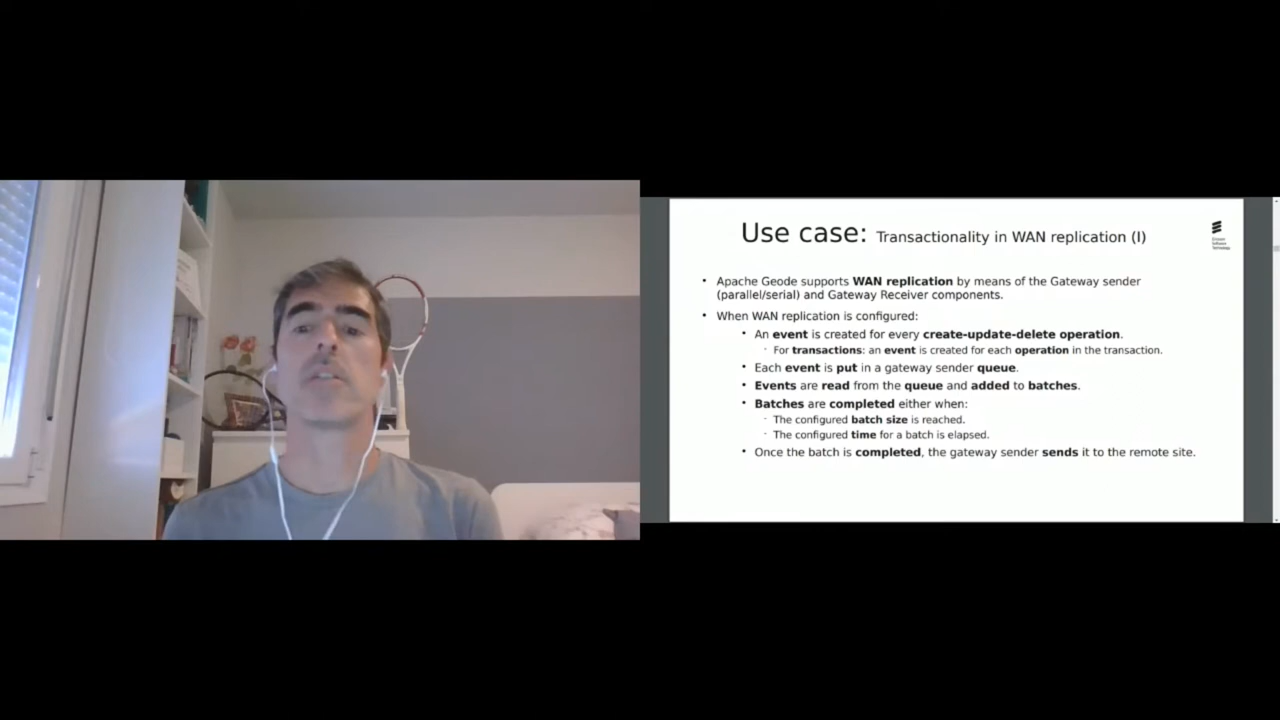 Use case: Transactionality in WAN replication (I)
Ericsson
Software
Technology
• Apache Geode supports WAN replication by means of the Gateway sender
(parallel/serial) and Gateway Receiver components.
• When WAN replication is configured:
• An event is created for every create-update-delete operation.
- For transactions: an event is created for each operation in the transaction.
• Each event is put in a gateway sender queue.
• Events are read from the queue and added to batches.
• Batches are completed either when:
- The configured batch size is reached.
- The configured time for a batch is elapsed.
• Once the batch is completed, the gateway sender sends it to the remote site.